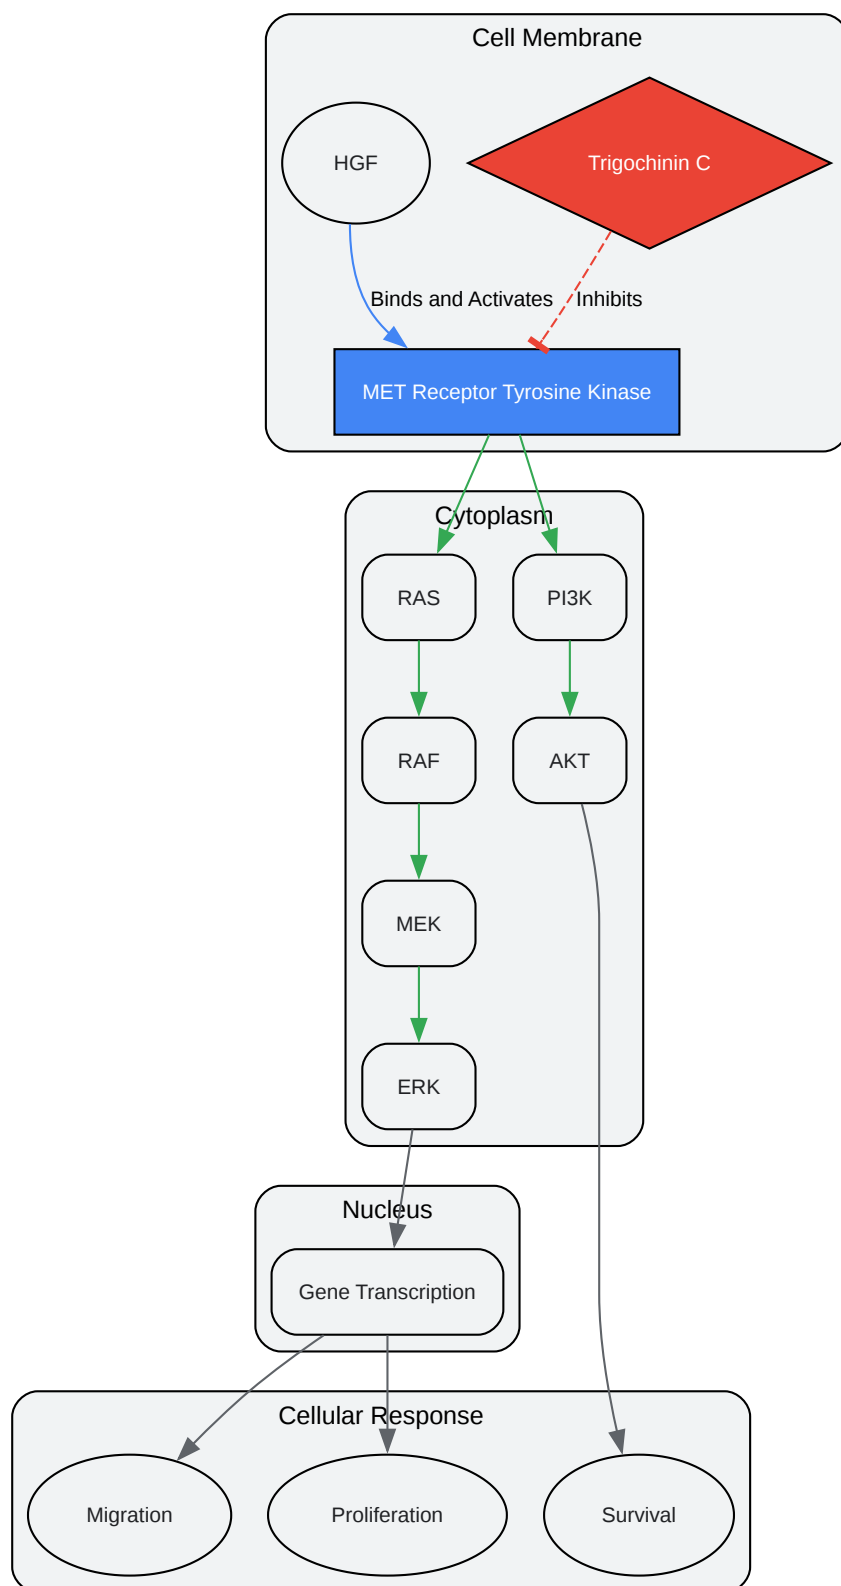 Cell Membrane
HGF
Trigochinin C
Binds and Activates
Inhibits
MET Receptor Tyrosine Kinase
Cytoplasm
RAS
PI3K
RAF
AKT
MEK
ERK
Nucleus
Gene Transcription
Cellular Response
Migration
Proliferation
Survival